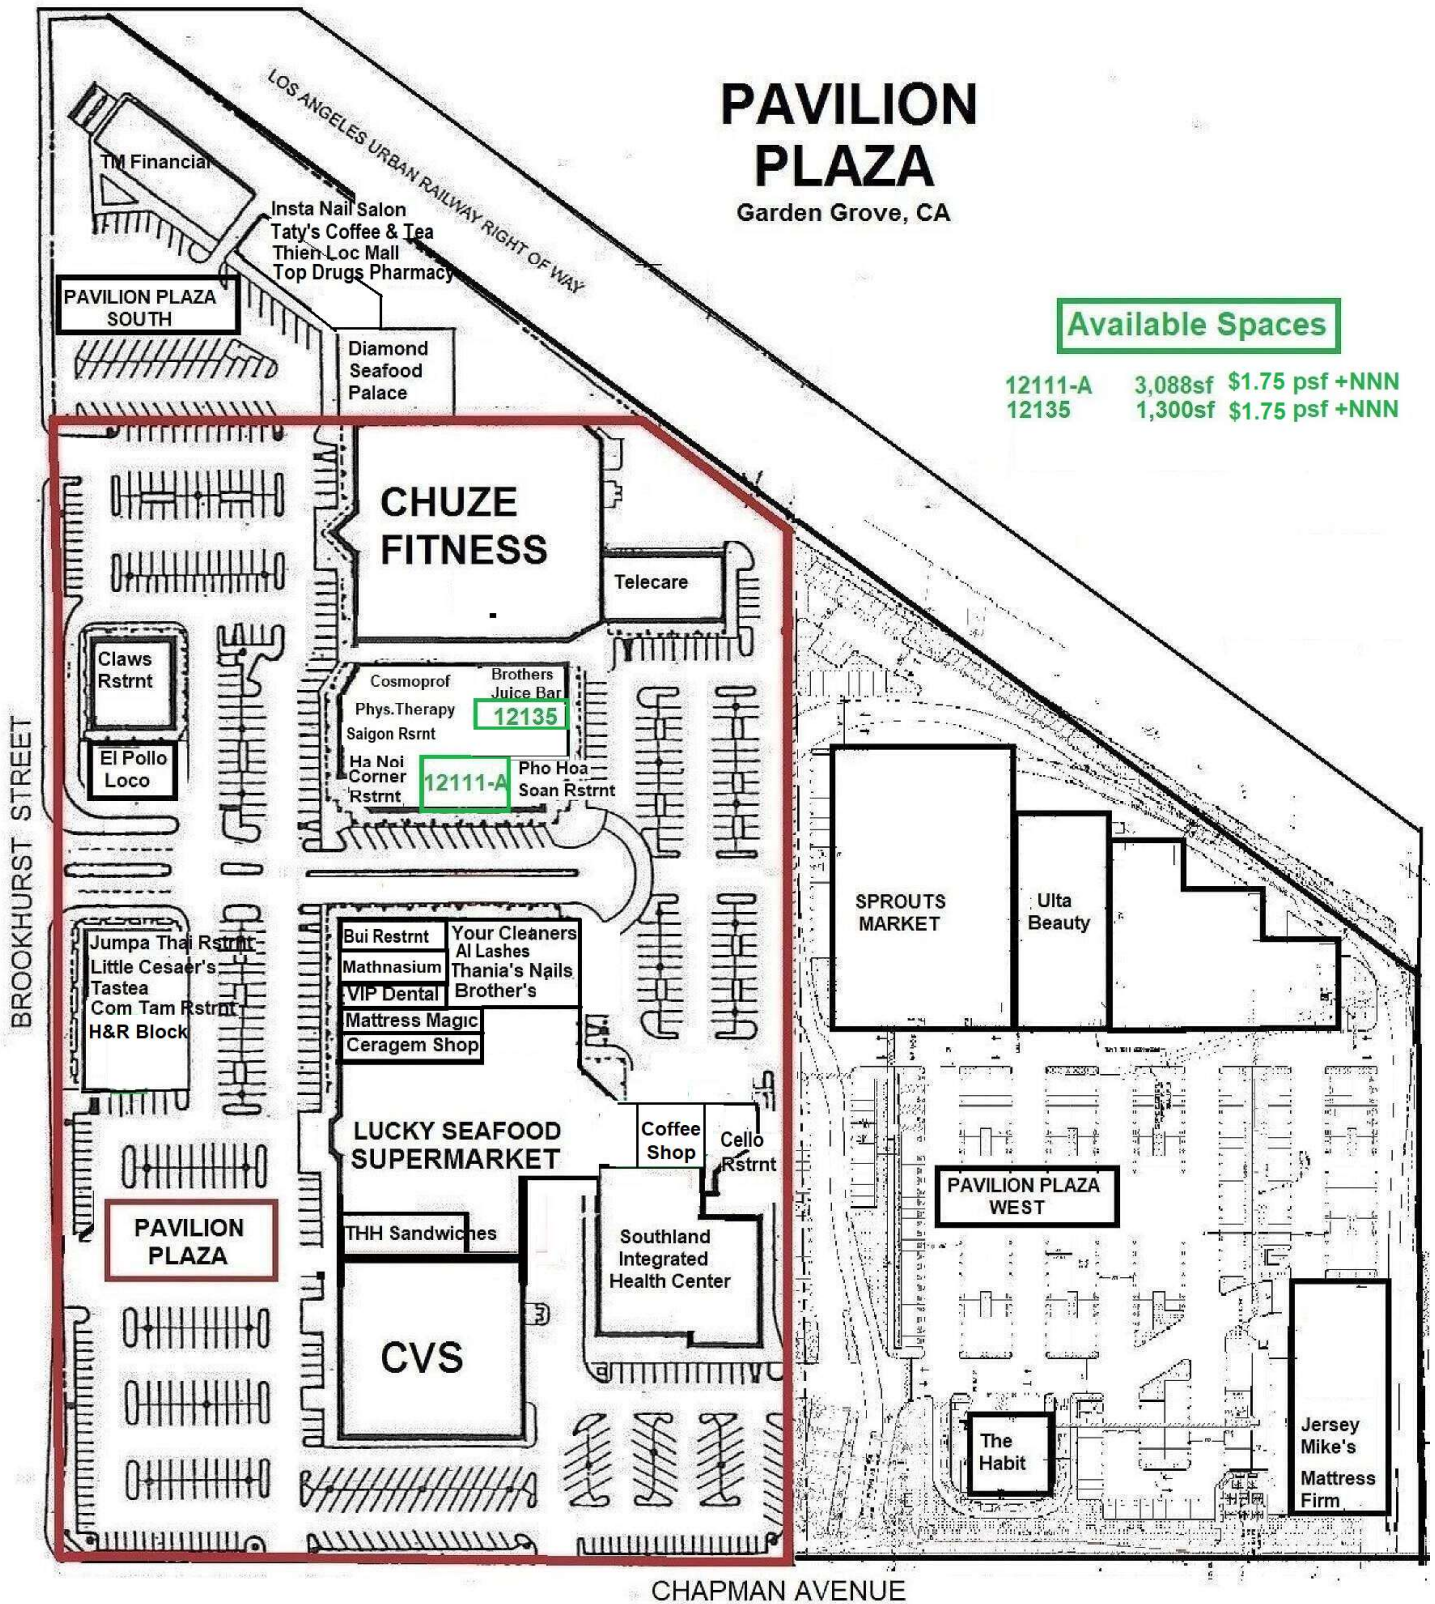 PAVILION
PLAZA
Garden Grove, CA
LOS ANGELES URBAN RAILWAY RIGHT OF WAY
TM Financial
Insta Nail Salon
Taty's Coffee & Tea
Thien Loc Mall
Top Drugs Pharmacy
PAVILION PLAZA
SOUTH
Diamond
Seafood
Palace
Available Spaces
12111-A 3,088sf $1.75 psf +NNN
12135 1,300sf $1.75 psf +NNN
CHUZE
FITNESS
Telecare
Claws
Rstrnt
El Pollo
Loco
Cosmoprof
Brothers
Juice Bar
Phys.Therapy
12135
Saigon Rsrnt
Ha Noi
Corner
Rstrnt
12111-A
Pho Hoa
Soan Rstrnt
BROOKHURST STREET
SPROUTS
MARKET
Ulta
Beauty
Jumpa Thai Rstrnt
Little Cesaer's
Tastea
Com Tam Rstrnt
H&R Block
Bui Restrnt
Mathnasium
VIP Dental
Mattress Magic
Ceragem Shop
Your Cleaners
Al Lashes
Thania's Nails
Brother's
LUCKY SEAFOOD
SUPERMARKET
Coffee
Shop
Cello
Rstrnt
PAVILION PLAZA
WEST
PAVILION
PLAZA
THH Sandwiches
Southland
Integrated
Health Center
CVS
The
Habit
Jersey
Mike's
Mattress
Firm
CHAPMAN AVENUE